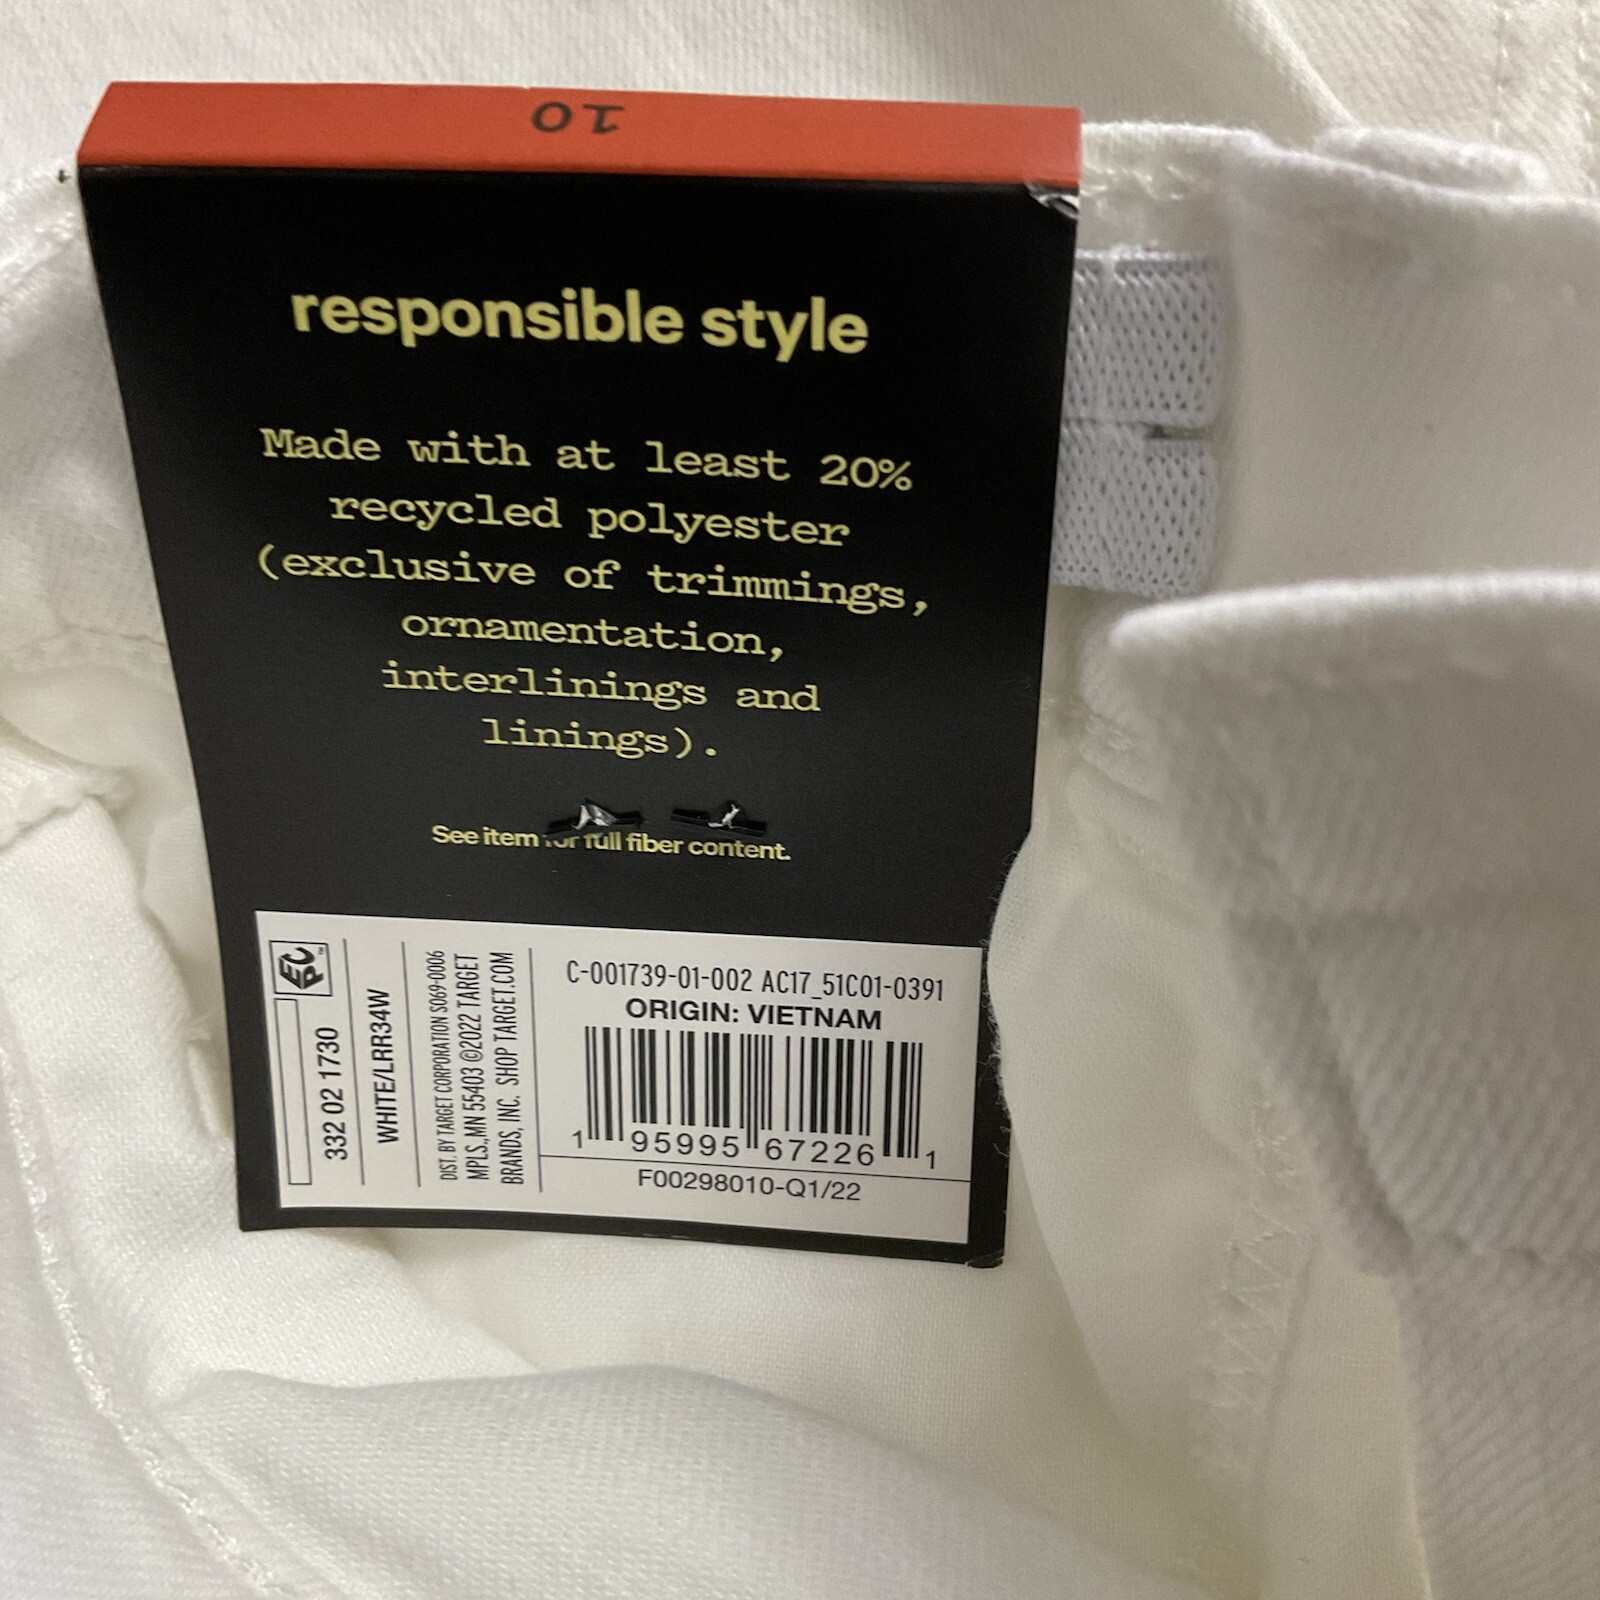 10
responsible style
Made with at least 20%
recycled polyester
(exclusive of trimmings,
ornamentation,
interlinings and
linings).
See item for full fiber content.
EPC™
332 02 1730
WHITE/LRR34W
DIST. BY TARGET CORPORATION S069-0006
MPLS., MN 55403 ©2022 TARGET
BRANDS, INC. SHOP TARGET.COM
C-001739-01-002 AC17_51C01-0391
ORIGIN: VIETNAM
1 95995 67226 1
F00298010-Q1/22